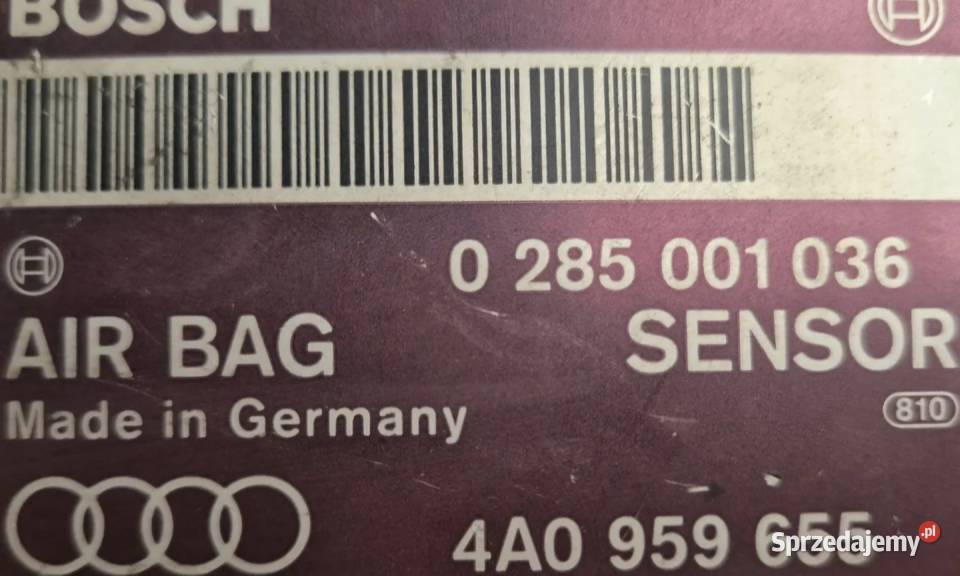 BOSCH
0 285 001 036
AIR BAG SENSOR
Made in Germany
810
4A0 959 655
Sprzedajemy.pl